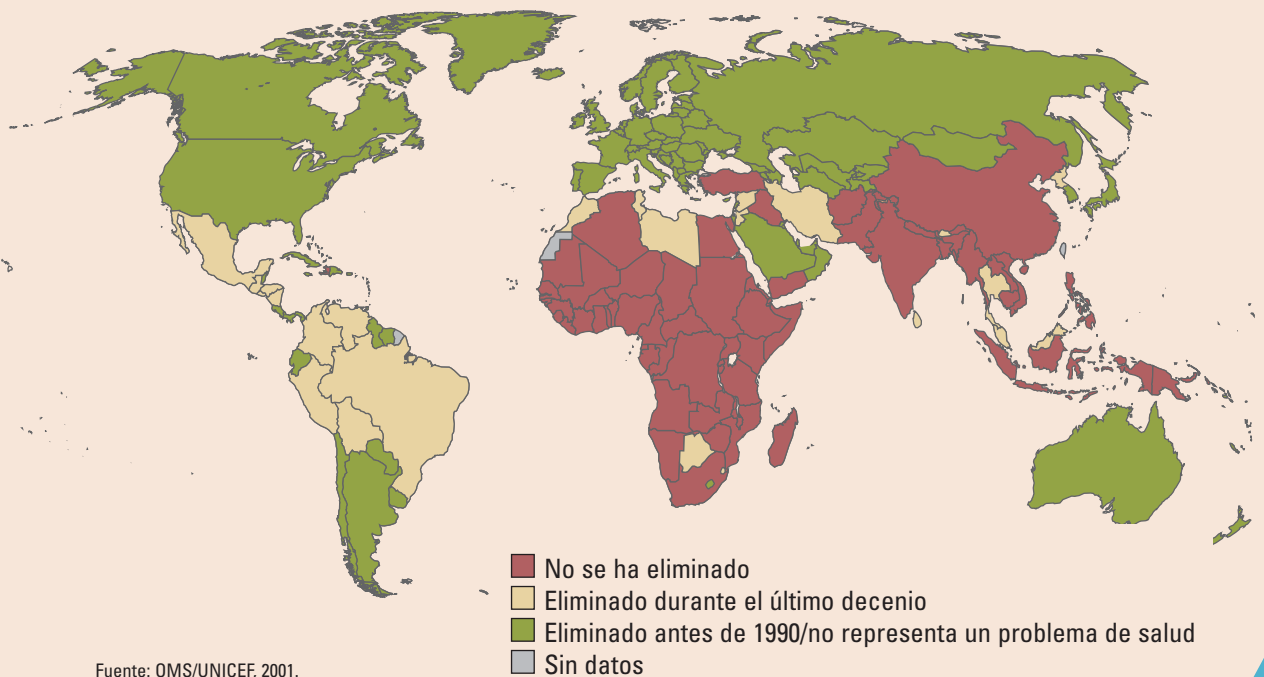 No se ha eliminado
Eliminado durante el último decenio
Eliminado antes de 1990/no representa un problema de salud
Sin datos
Fuente: OMS/UNICEF, 2001.